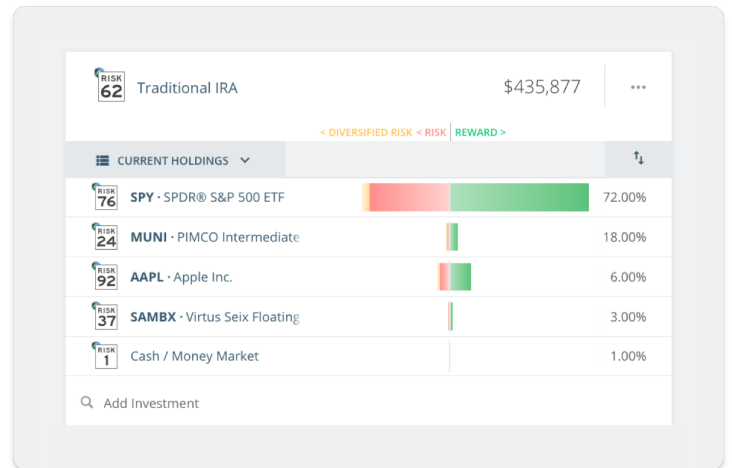 RISK
62 Traditional IRA $435,877 •••
< DIVERSIFIED RISK < RISK REWARD >
CURRENT HOLDINGS
RISK
76 SPY · SPDR® S&P 500 ETF 72.00%
RISK
24 MUNI · PIMCO Intermediate 18.00%
RISK
92 AAPL · Apple Inc. 6.00%
RISK
37 SAMBX · Virtus Seix Floating 3.00%
RISK
1 Cash / Money Market 1.00%
Add Investment